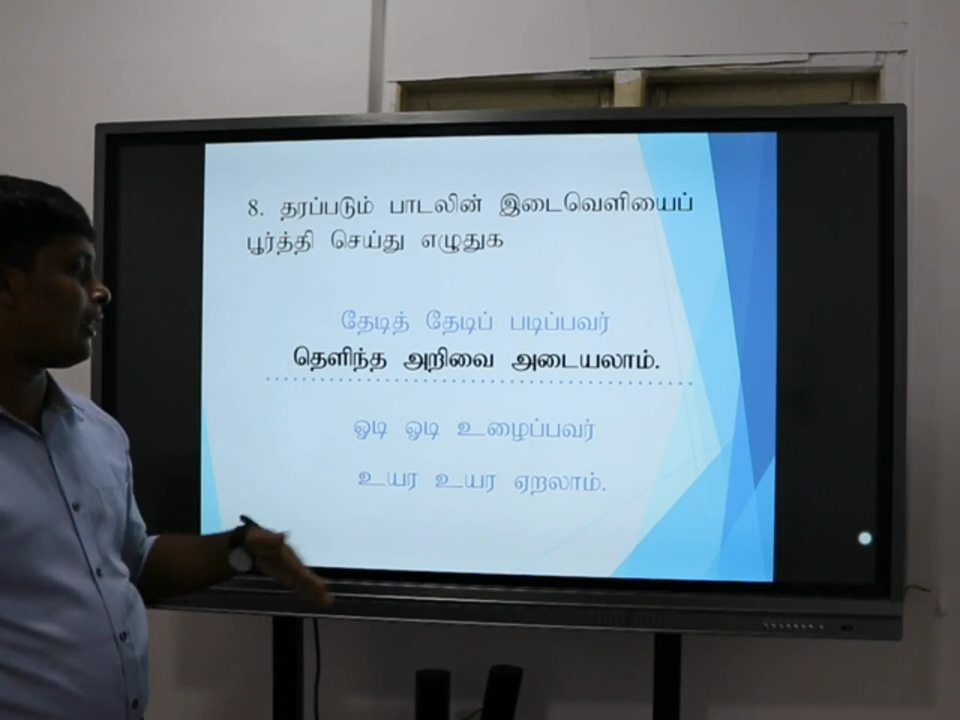 8. தரப்படும் பாடலின் இடைவெளியைப்
பூர்த்தி செய்து எழுதுக
தேடித் தேடிப் படிப்பவர்
தெளிந்த அறிவை அடையலாம்.
ஓடி ஓடி உழைப்பவர்
உயர உயர ஏறலாம்.